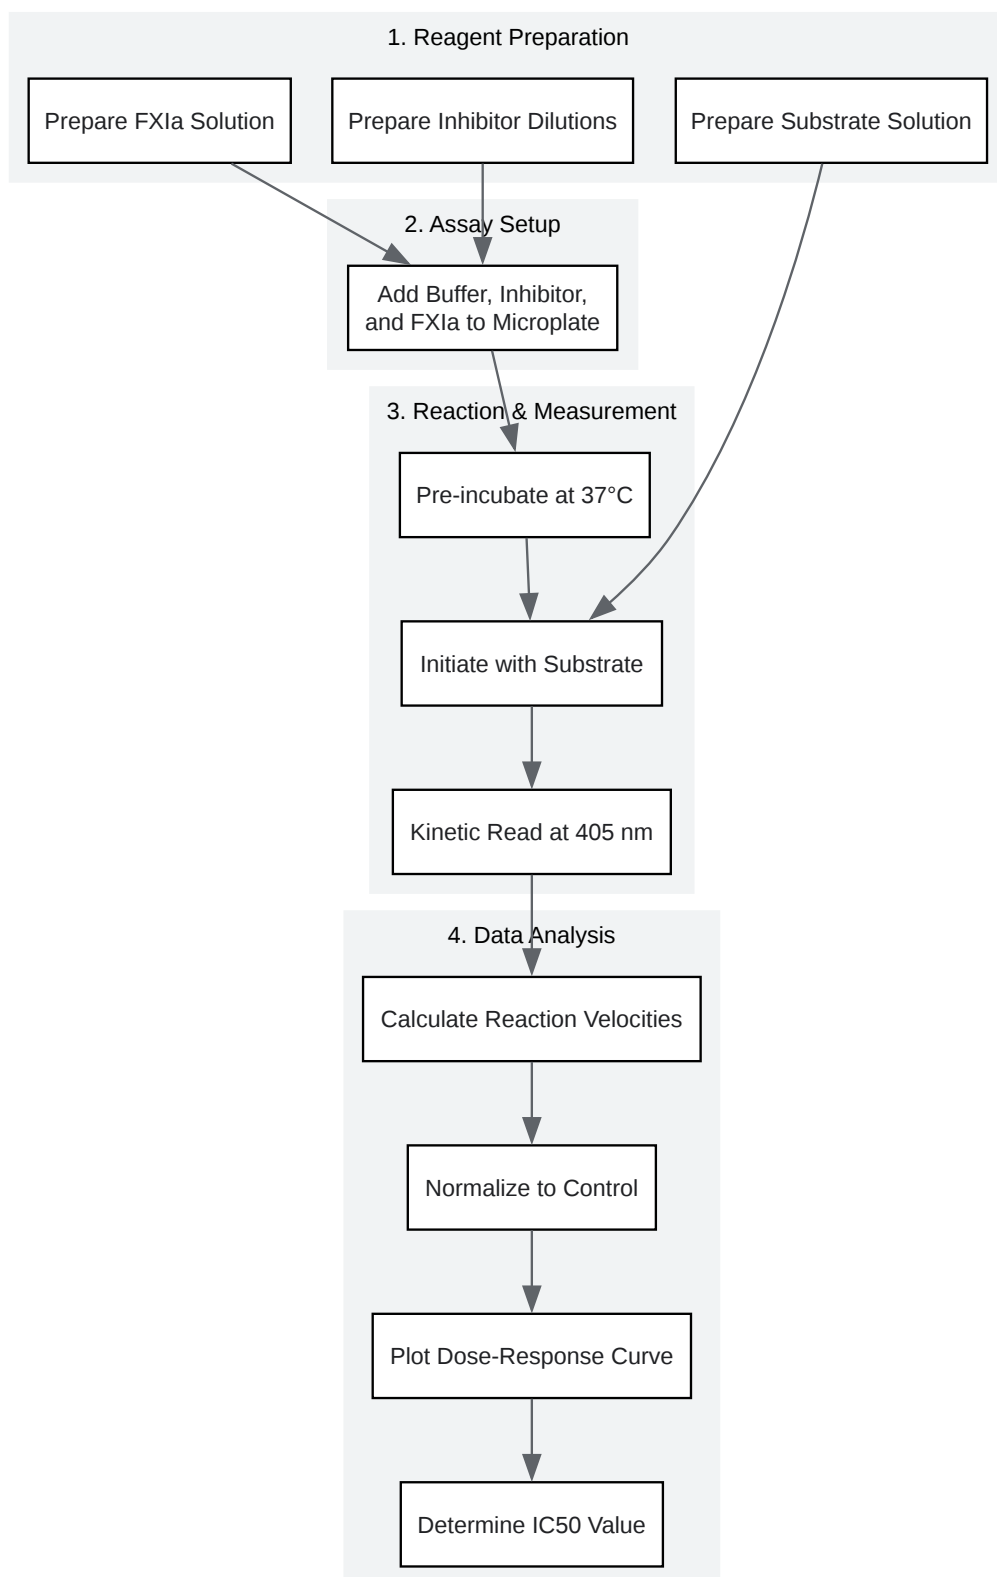 1. Reagent Preparation
Prepare FXIa Solution
Prepare Inhibitor Dilutions
Prepare Substrate Solution
2. Assay Setup
Add Buffer, Inhibitor,
and FXIa to Microplate
3. Reaction & Measurement
Pre-incubate at 37°C
Initiate with Substrate
Kinetic Read at 405 nm
4. Data Analysis
Calculate Reaction Velocities
Normalize to Control
Plot Dose-Response Curve
Determine IC50 Value